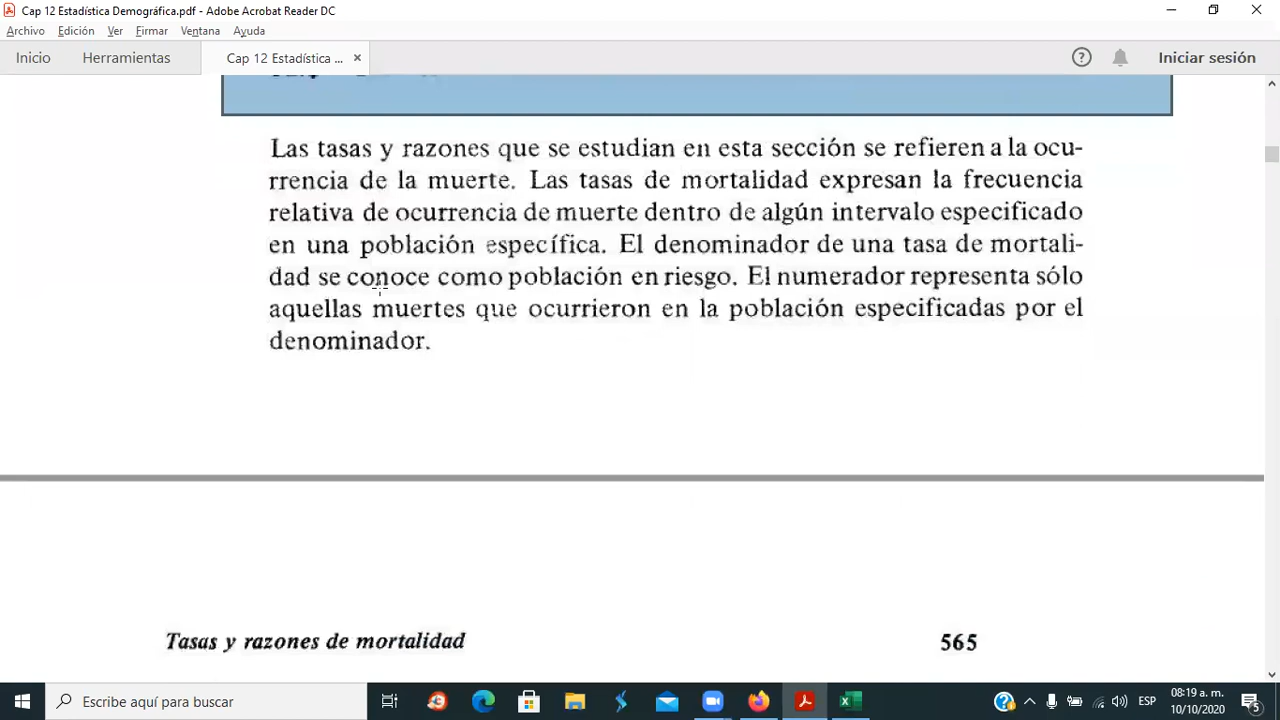 Cap 12 Estadística Demográfica.pdf - Adobe Acrobat Reader DC
Archivo Edición Ver Firmar Ventana Ayuda
Inicio Herramientas Cap 12 Estadística ... Iniciar sesión
Las tasas y razones que se estudian en esta sección se refieren a la ocu-
rrencia de la muerte. Las tasas de mortalidad expresan la frecuencia
relativa de ocurrencia de muerte dentro de algún intervalo especificado
en una población específica. El denominador de una tasa de mortali-
dad se conoce como población en riesgo. El numerador representa sólo
aquellas muertes que ocurrieron en la población especificadas por el
denominador.
Tasas y razones de mortalidad 565
Escribe aquí para buscar
ESP
08:19 a. m.
10/10/2020
5